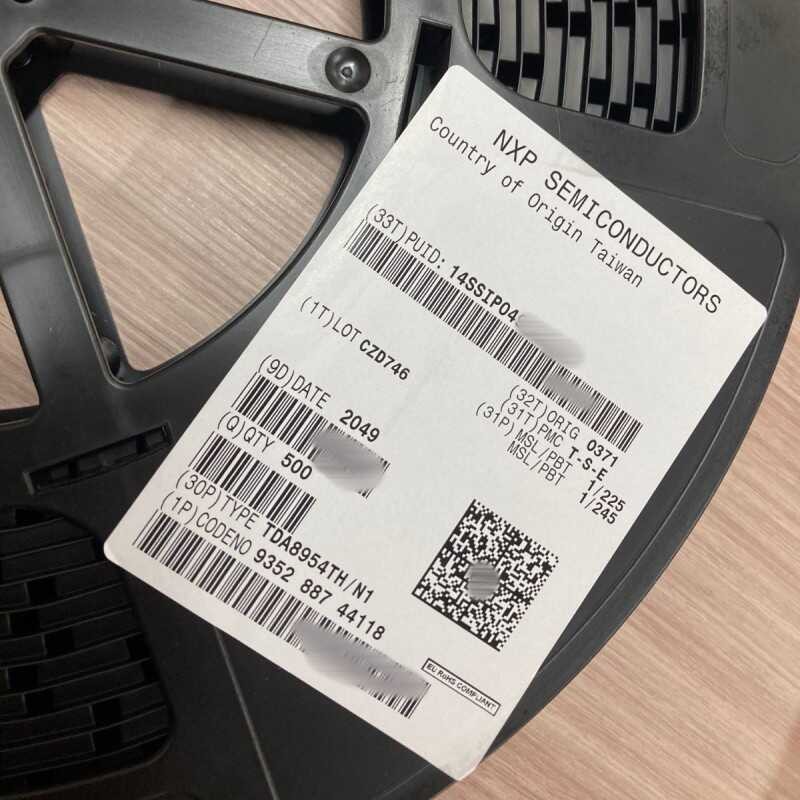 NXP SEMICONDUCTORS
Country of Origin Taiwan
(33T)PUID: 14SSIP04
(1T)LOT CZD746
(32T)ORIG 0371
(31T)PMC T-S-E
(31P)MSL/PBT 1/225
MSL/PBT 1/245
(9D)DATE 2049
(Q)QTY 500
(30P)TYPE TDA8954TH/N1
(1P)CODENO 9352 887 44118
EU RoHS COMPLIANT